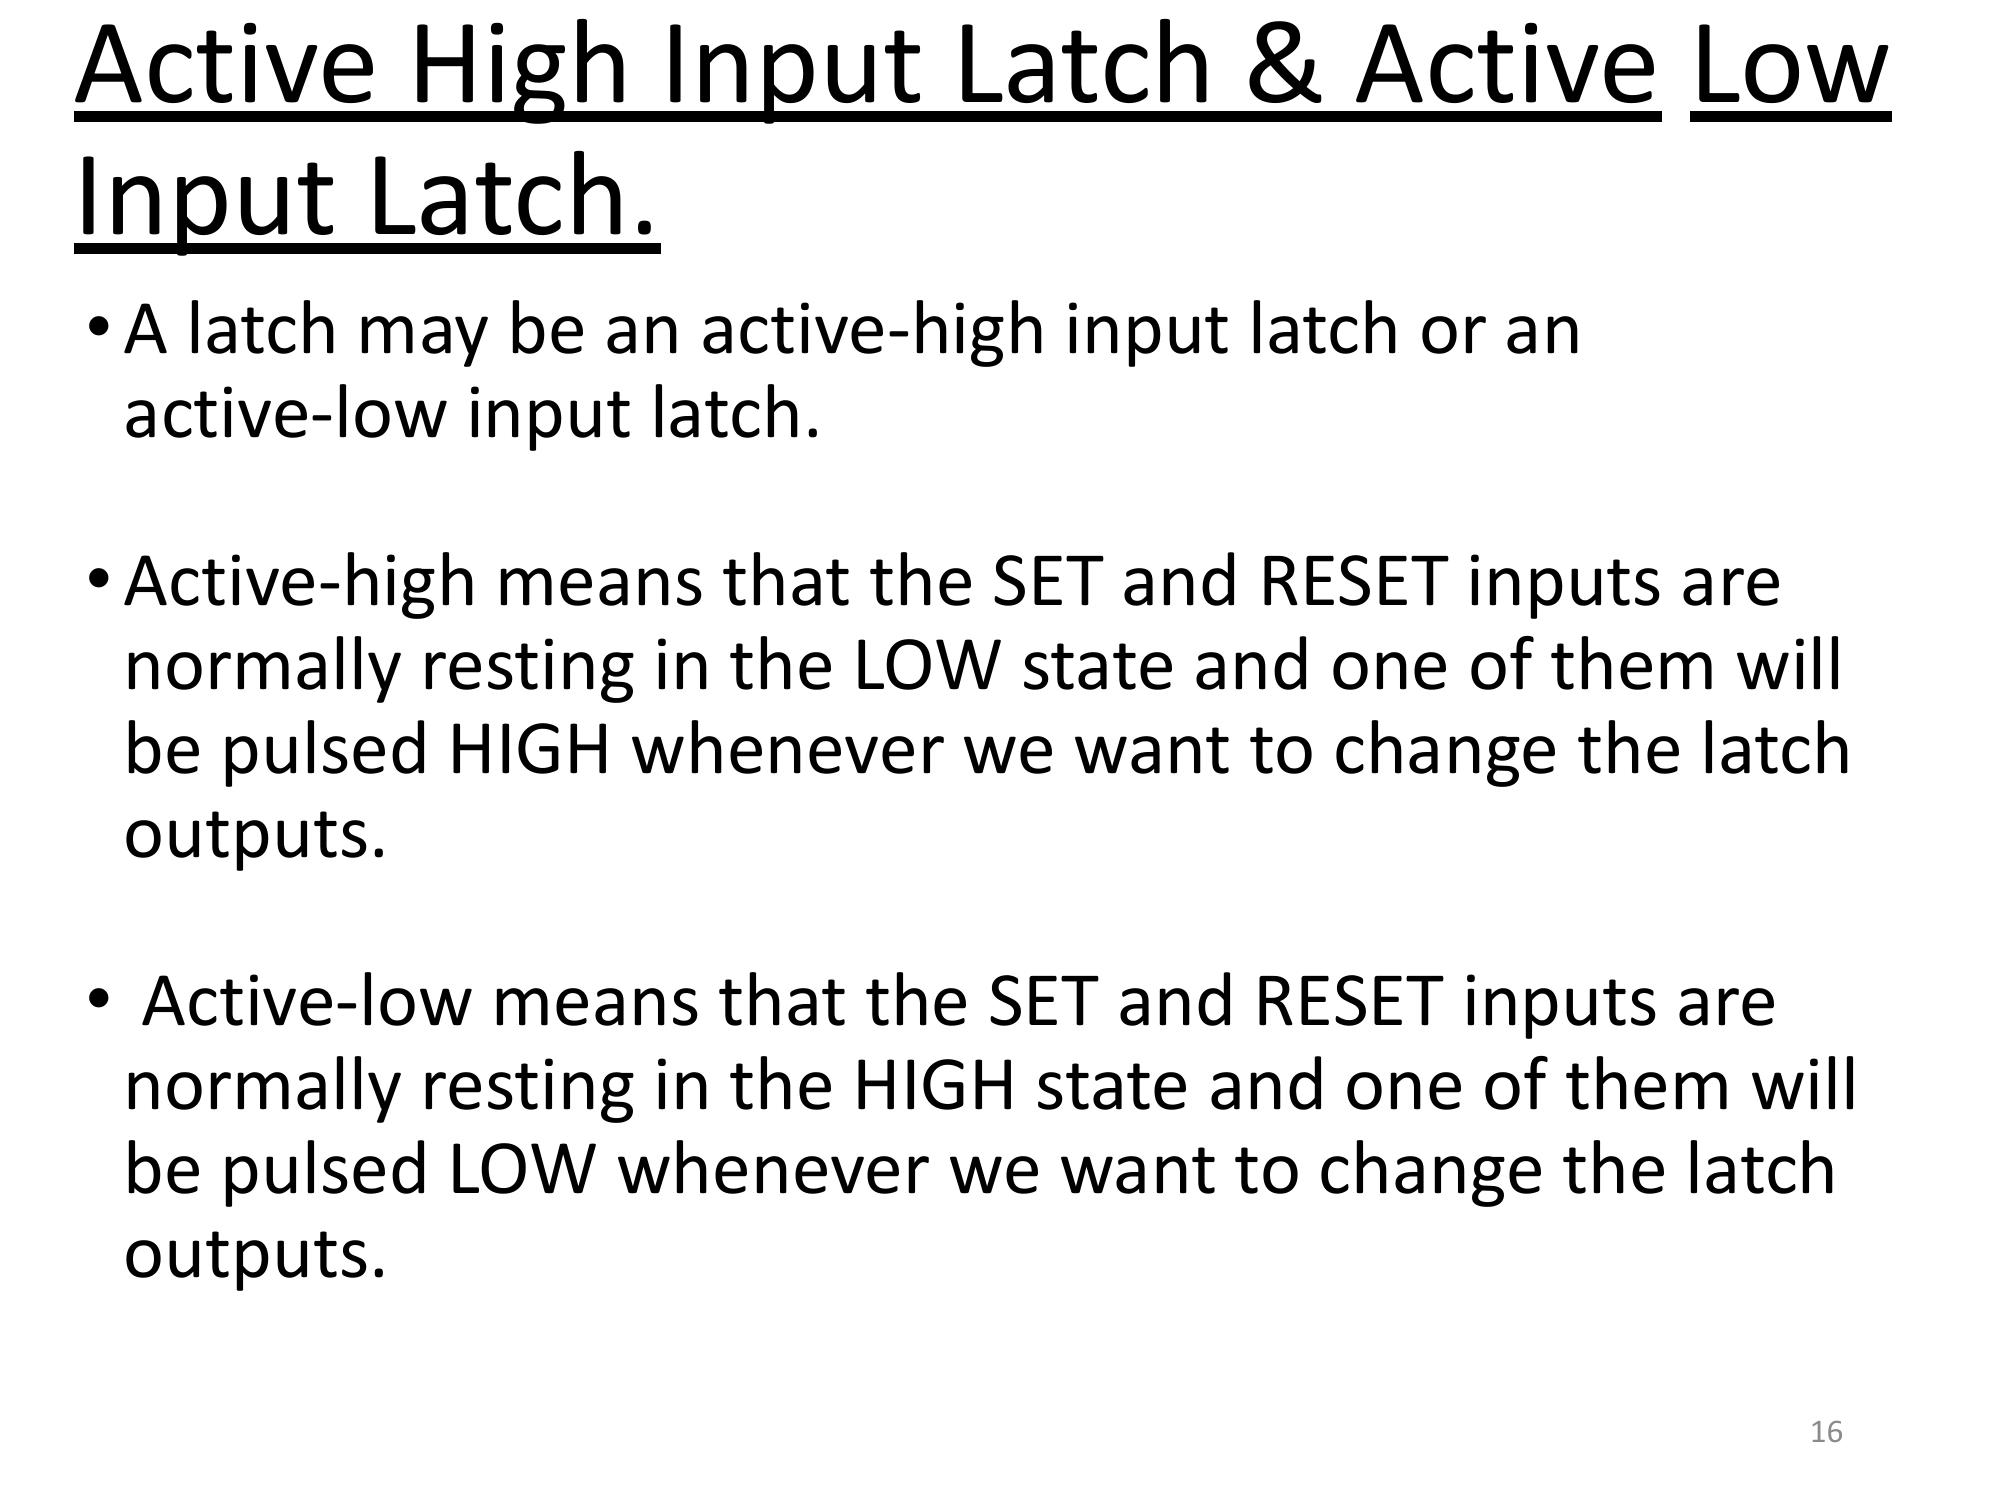 Active High Input Latch & Active Low
Input Latch.
• A latch may be an active-high input latch or an
active-low input latch.
• Active-high means that the SET and RESET inputs are
normally resting in the LOW state and one of them will
be pulsed HIGH whenever we want to change the latch
outputs.
• Active-low means that the SET and RESET inputs are
normally resting in the HIGH state and one of them will
be pulsed LOW whenever we want to change the latch
outputs.
16